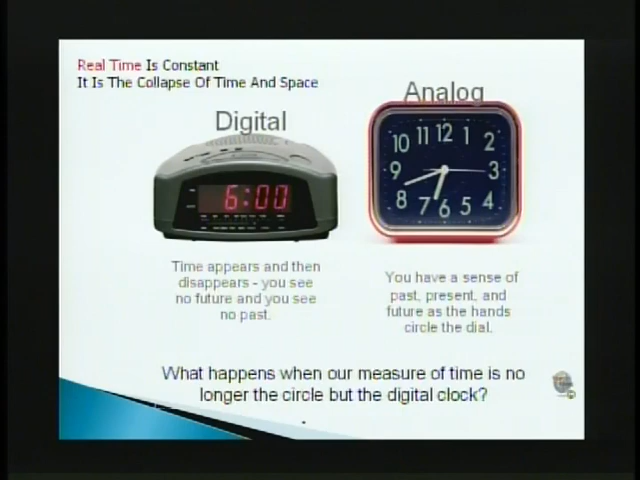 Real Time Is Constant
It Is The Collapse Of Time And Space
Digital
Analog
6:00
10 11 12 1 2
9 3
8 7 6 5 4
Time appears and then
disappears - you see
no future and you see
no past.
You have a sense of
past, present, and
future as the hands
circle the dial.
What happens when our measure of time is no
longer the circle but the digital clock?